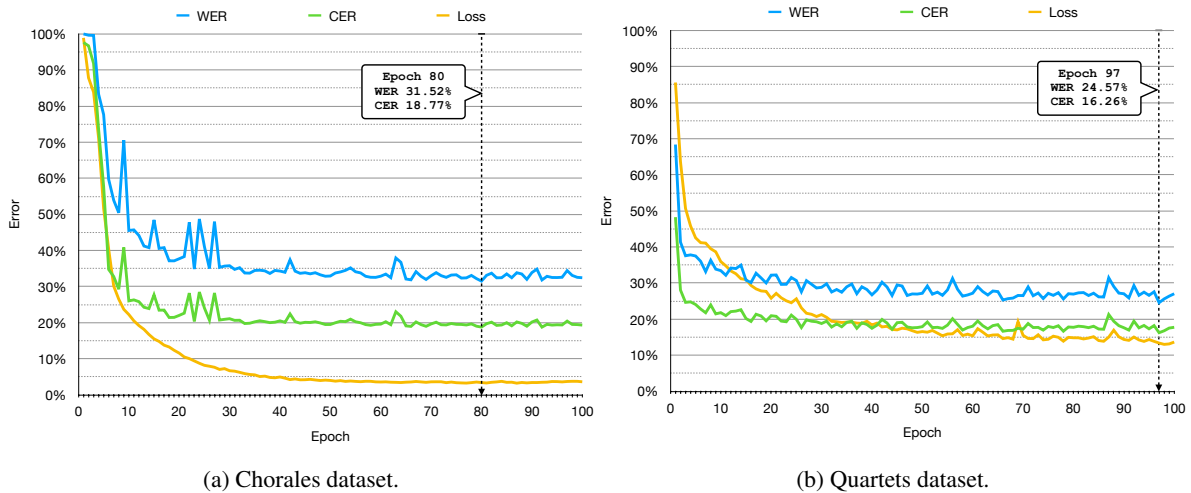 WER CER Loss
100%
90%
80%
70%
60%
50%
40%
30%
20%
10%
0%
Error
Epoch 80
WER 31.52%
CER 18.77%
0 10 20 30 40 50 60 70 80 90 100
Epoch
(a) Chorales dataset.
WER CER Loss
100%
90%
80%
70%
60%
50%
40%
30%
20%
10%
0%
Error
Epoch 97
WER 24.57%
CER 16.26%
0 10 20 30 40 50 60 70 80 90 100
Epoch
(b) Quartets dataset.